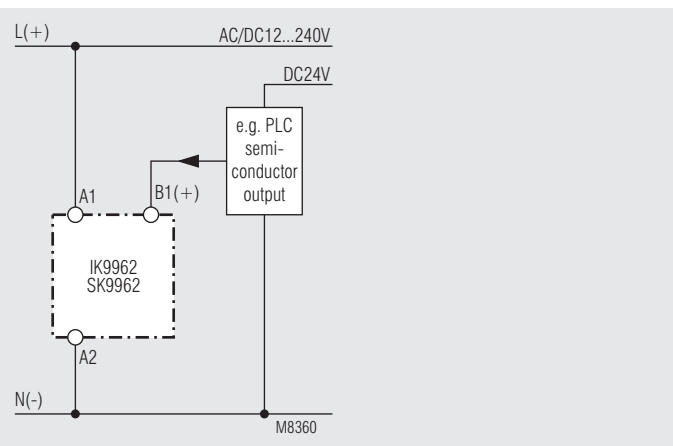 L(+)
AC/DC12...240V
DC24V
e.g. PLC
semi-
conductor
output
A1
B1(+)
IK9962
SK9962
A2
N(-)
M8360